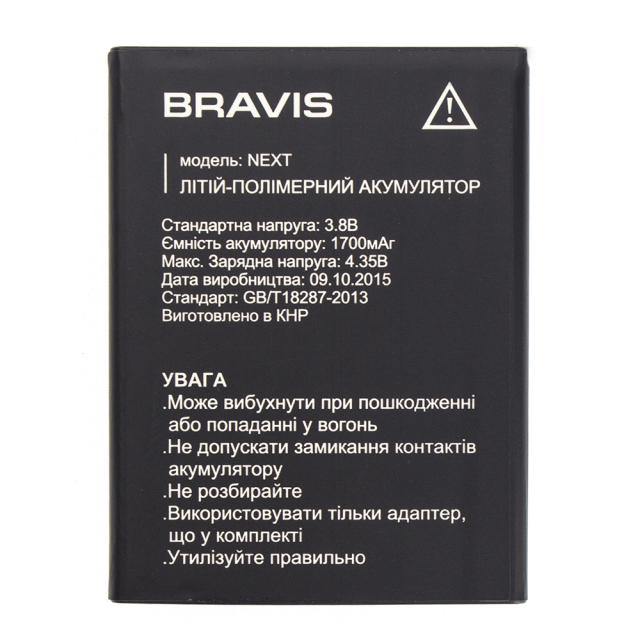 BRAVIS
!
модель: NEXT
ЛІТІЙ-ПОЛІМЕРНИЙ АКУМУЛЯТОР
Стандартна напруга: 3.8В
Ємність акумулятору: 1700мАг
Макс. Зарядна напруга: 4.35В
Дата виробництва: 09.10.2015
Стандарт: GB/T18287-2013
Виготовлено в КНР
УВАГА
.Може вибухнути при пошкодженні
або попаданні у вогонь
.Не допускати замикання контактів
акумулятору
.Не розбирайте
.Використовувати тільки адаптер,
що у комплекті
.Утилізуйте правильно